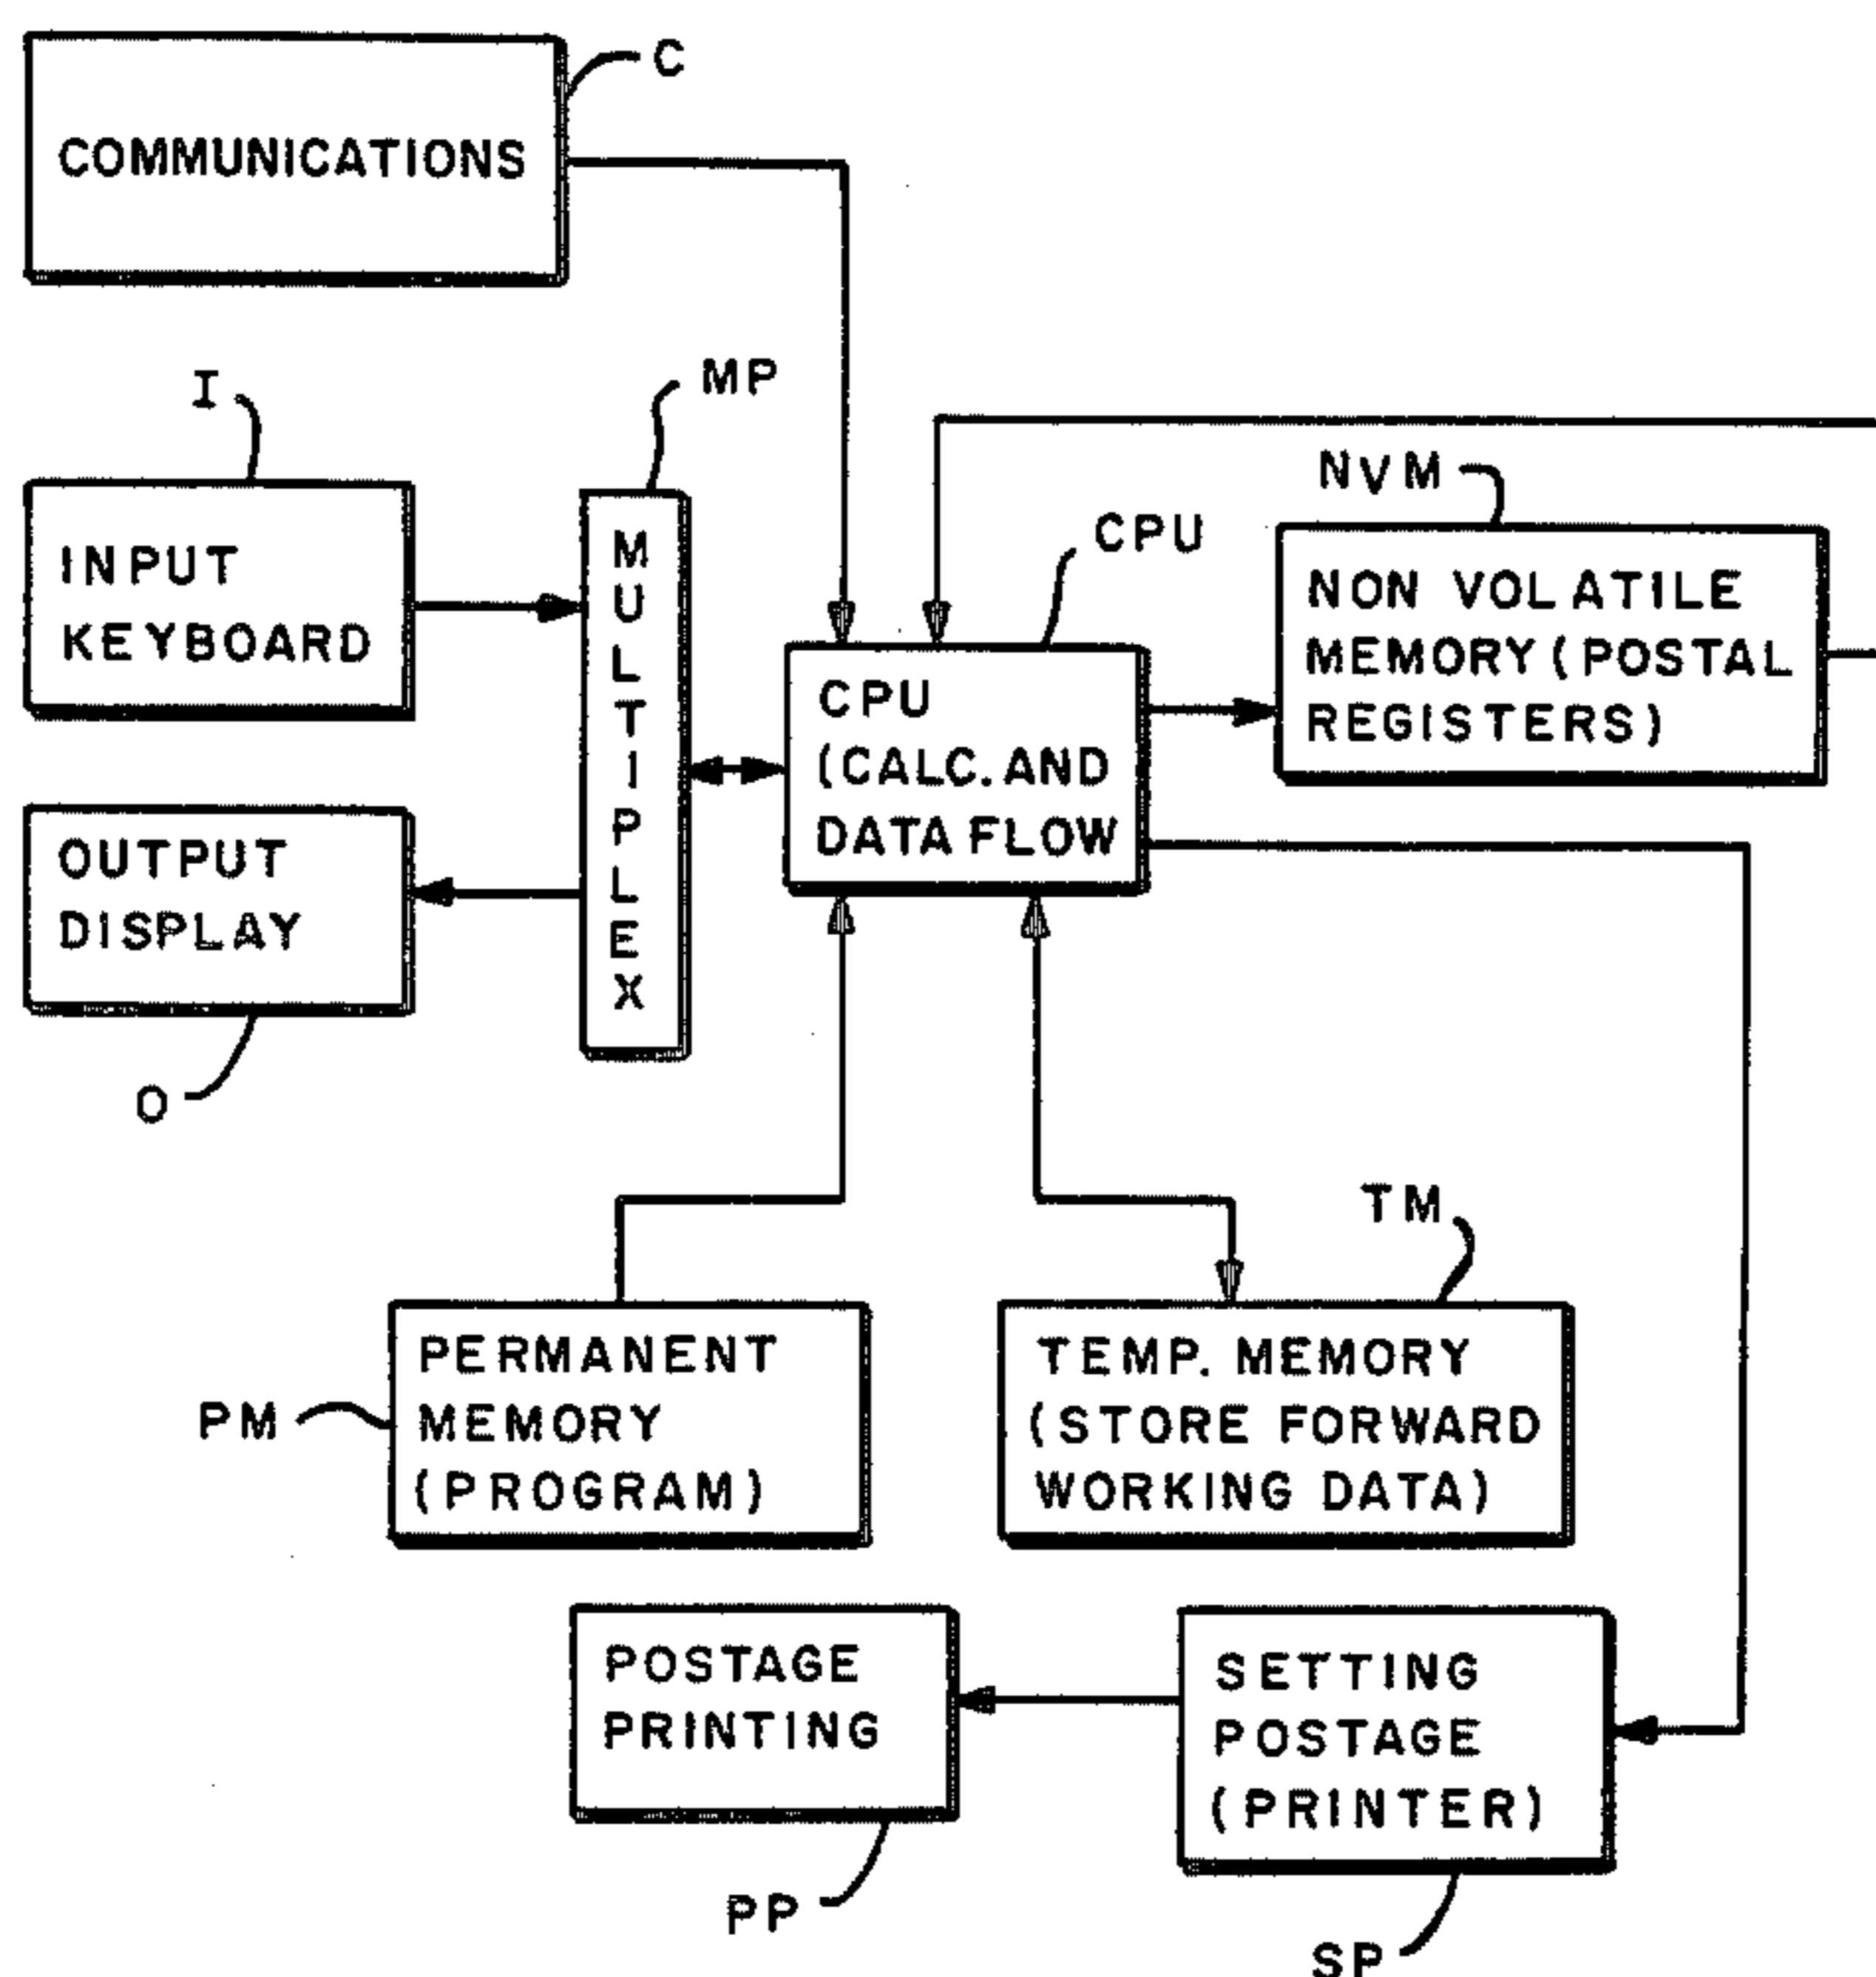 C
COMMUNICATIONS
I
INPUT
KEYBOARD
MP
MULTIPLEX
OUTPUT
DISPLAY
O
CPU
CPU
(CALC. AND
DATA FLOW
NVM
NON VOLATILE
MEMORY (POSTAL
REGISTERS)
PM
PERMANENT
MEMORY
(PROGRAM)
TM
TEMP. MEMORY
(STORE FORWARD
WORKING DATA)
POSTAGE
PRINTING
PP
SETTING
POSTAGE
(PRINTER)
SP